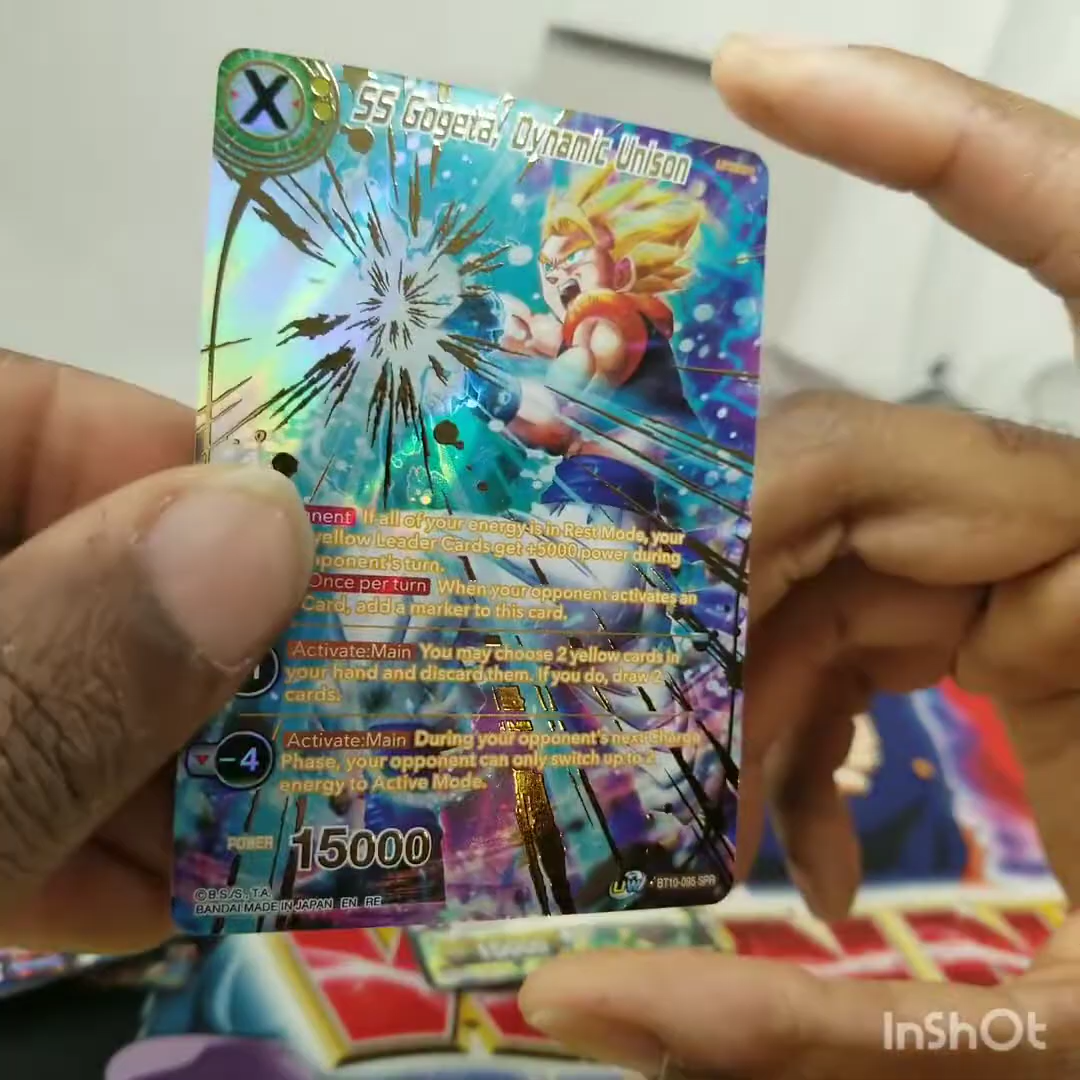 X
SS Gogeta, Dynamic Unison
nent If all of your energy is in Rest Mode, your
yellow Leader Cards get +5000 power during
ponent's turn.
Once per turn When your opponent activates an
Card, add a marker to this card.
Activate:Main You may choose 2 yellow cards in
your hand and discard them. If you do, draw 2
cards.
Activate:Main During your opponent's next Charge
-4 Phase, your opponent can only switch up to 2
energy to Active Mode.
POWER 15000
©B.S./S., T.A.
BANDAI MADE IN JAPAN EN RE
UW BT10-095 SPR
InShOt